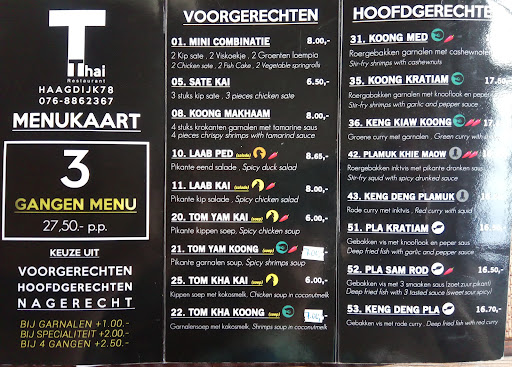 T Thai
Restaurant
HAAGDIJK78
076-8862367
MENUKAART
3
GANGEN MENU
27,50.- p.p.
KEUZE UIT
VOORGERECHTEN
HOOFDGERECHTEN
NAGERECHT
BIJ GARNALEN +1.00.-
BIJ SPECIALITEIT +2.00.-
BIJ 4 GANGEN +2.50.-
VOORGERECHTEN
01. MINI COMBINATIE 8.00,-
2 Kip sate , 2 Viskoekje , 2 Groenten loempia
2 Chicken sate , 2 Fish Cake , 2 Vegetable springrolls
05. SATE KAI 6.50,-
3 stuks kip sate , 3 pieces chicken sate
08. KOONG MAKHAAM 8.00,-
4 stuks krokanten garnalen met tamarine saus
4 pieces chrispy shrimps with tamarind sauce
10. LAAB PED (salade) 8.65,-
Pikante eend salade , Spicy duck salad
11. LAAB KAI (salade) 8.00,-
Pikante kip salade , Spicy chicken salad
20. TOM YAM KAI (soep) 6.00,-
Pikante kippen soep, Spicy chicken soup
21. TOM YAM KOONG (soep)
Pikante garnalen soup, Spicy shrimps soup
25. TOM KHA KAI (soep) 6.00,-
Kippen soep met kokosmelk, Chicken soup in coconutmelk
22. TOM KHA KOONG (soep)
Garnalensoep met kokosmelk, Shrimps soup in coconutmelk
HOOFDGERECHTE
31. KOONG MED
Roergebakken garnalen met cashewnoten
Stir-fry shrimps with cashewnuts
35. KOONG KRATIAM
Roergebakken garnalen met knooflook en peper
Stir-fry shrimps with garlic and pepper sauce
36. KENG KIAW KOONG
Groene curry met garnalen , Green curry with
42. PLAMUK KHIE MAOW
Roergebakken inktvis met pikante dronken saus
Stir-fry squid with spicy drunked sauce
43. KENG DENG PLAMUK
Rode curry met inktvis , Red curry with squid
51. PLA KRATIAM 16.50,-
Gebakken vis met knoflook en peper saus
Deep fried fish with garlic and pepper sauce
52. PLA SAM ROD 16.50,-
Gebakken vis met 3 smaaken saus (zoet zuur pikant)
Deep fried fish with 3 tasted sauce (sweet sour spicy)
53. KENG DENG PLA 16.70,-
Gebakken vis met rode curry , Deep fried fish with red curry